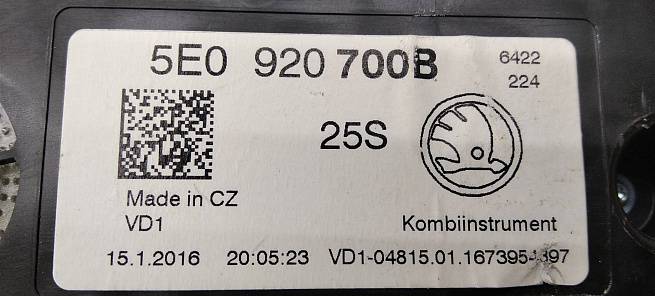 5E0 920 700B
6422
224
25S
Made in CZ
VD1
Kombiinstrument
15.1.2016 20:05:23 VD1-04815.01.167395